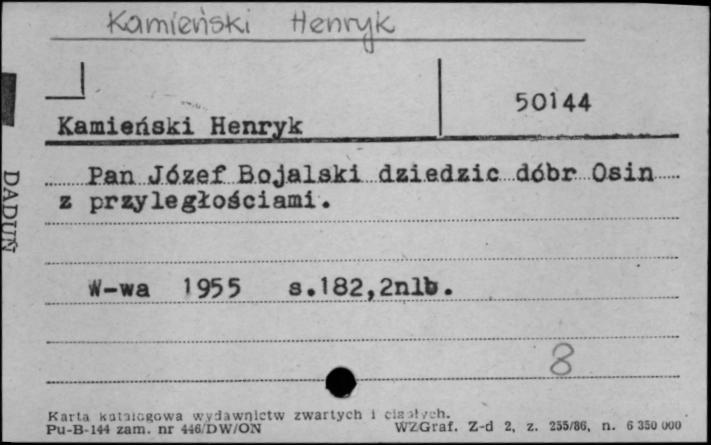 Kamieński Henryk
50144
Kamieński Henryk
Pan Józef Bojalski dziedzic dóbr Osin
z przyległościami.
W-wa 1955 s.182,2nlb.
8
Karta katalogowa wydawnictw zwartych i ciągłych.
Pu-B-144 zam. nr 446/DW/ON WZGraf. Z-d 2, z. 255/86, n. 6 350 000
DADUŃ